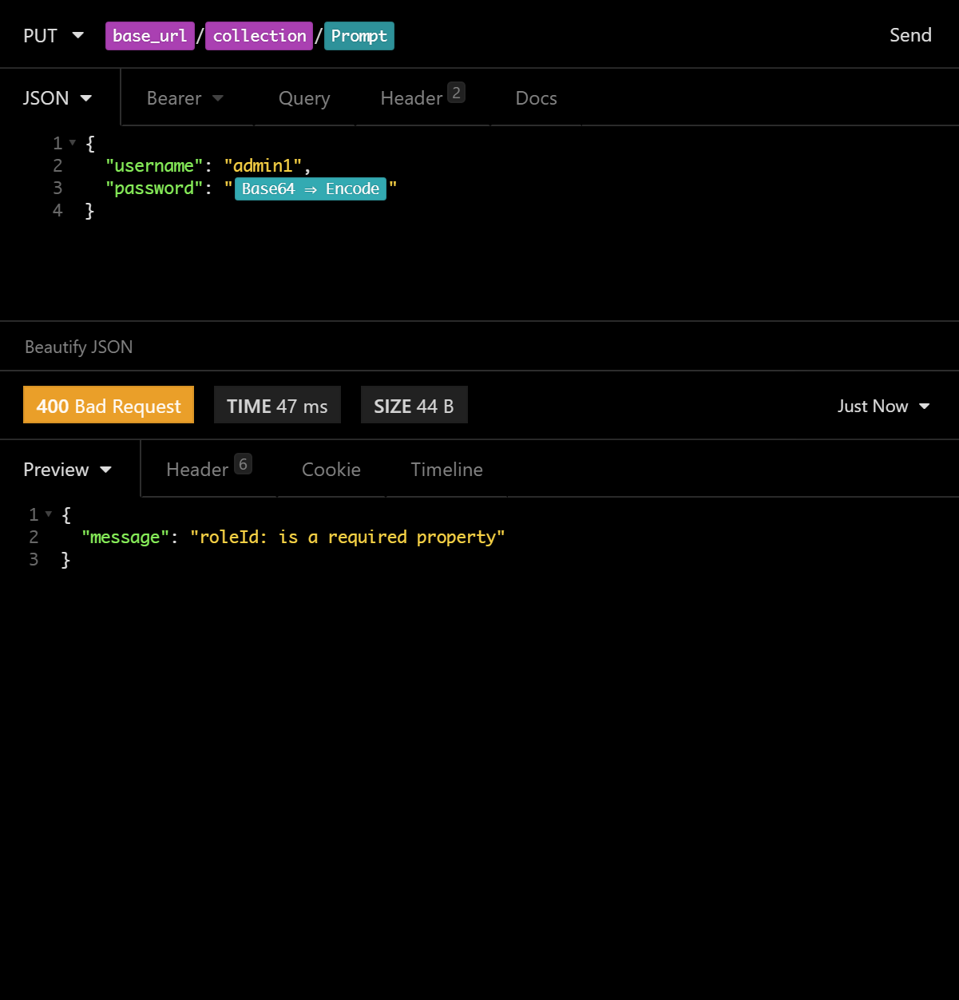 PUT base_url/collection/Prompt Send
JSON Bearer Query Header 2 Docs
1 {
2 "username": "admin1",
3 "password": "Base64 ⇒ Encode"
4 }
Beautify JSON
400 Bad Request TIME 47 ms SIZE 44 B Just Now
Preview Header 6 Cookie Timeline
1 {
2 "message": "roleId: is a required property"
3 }